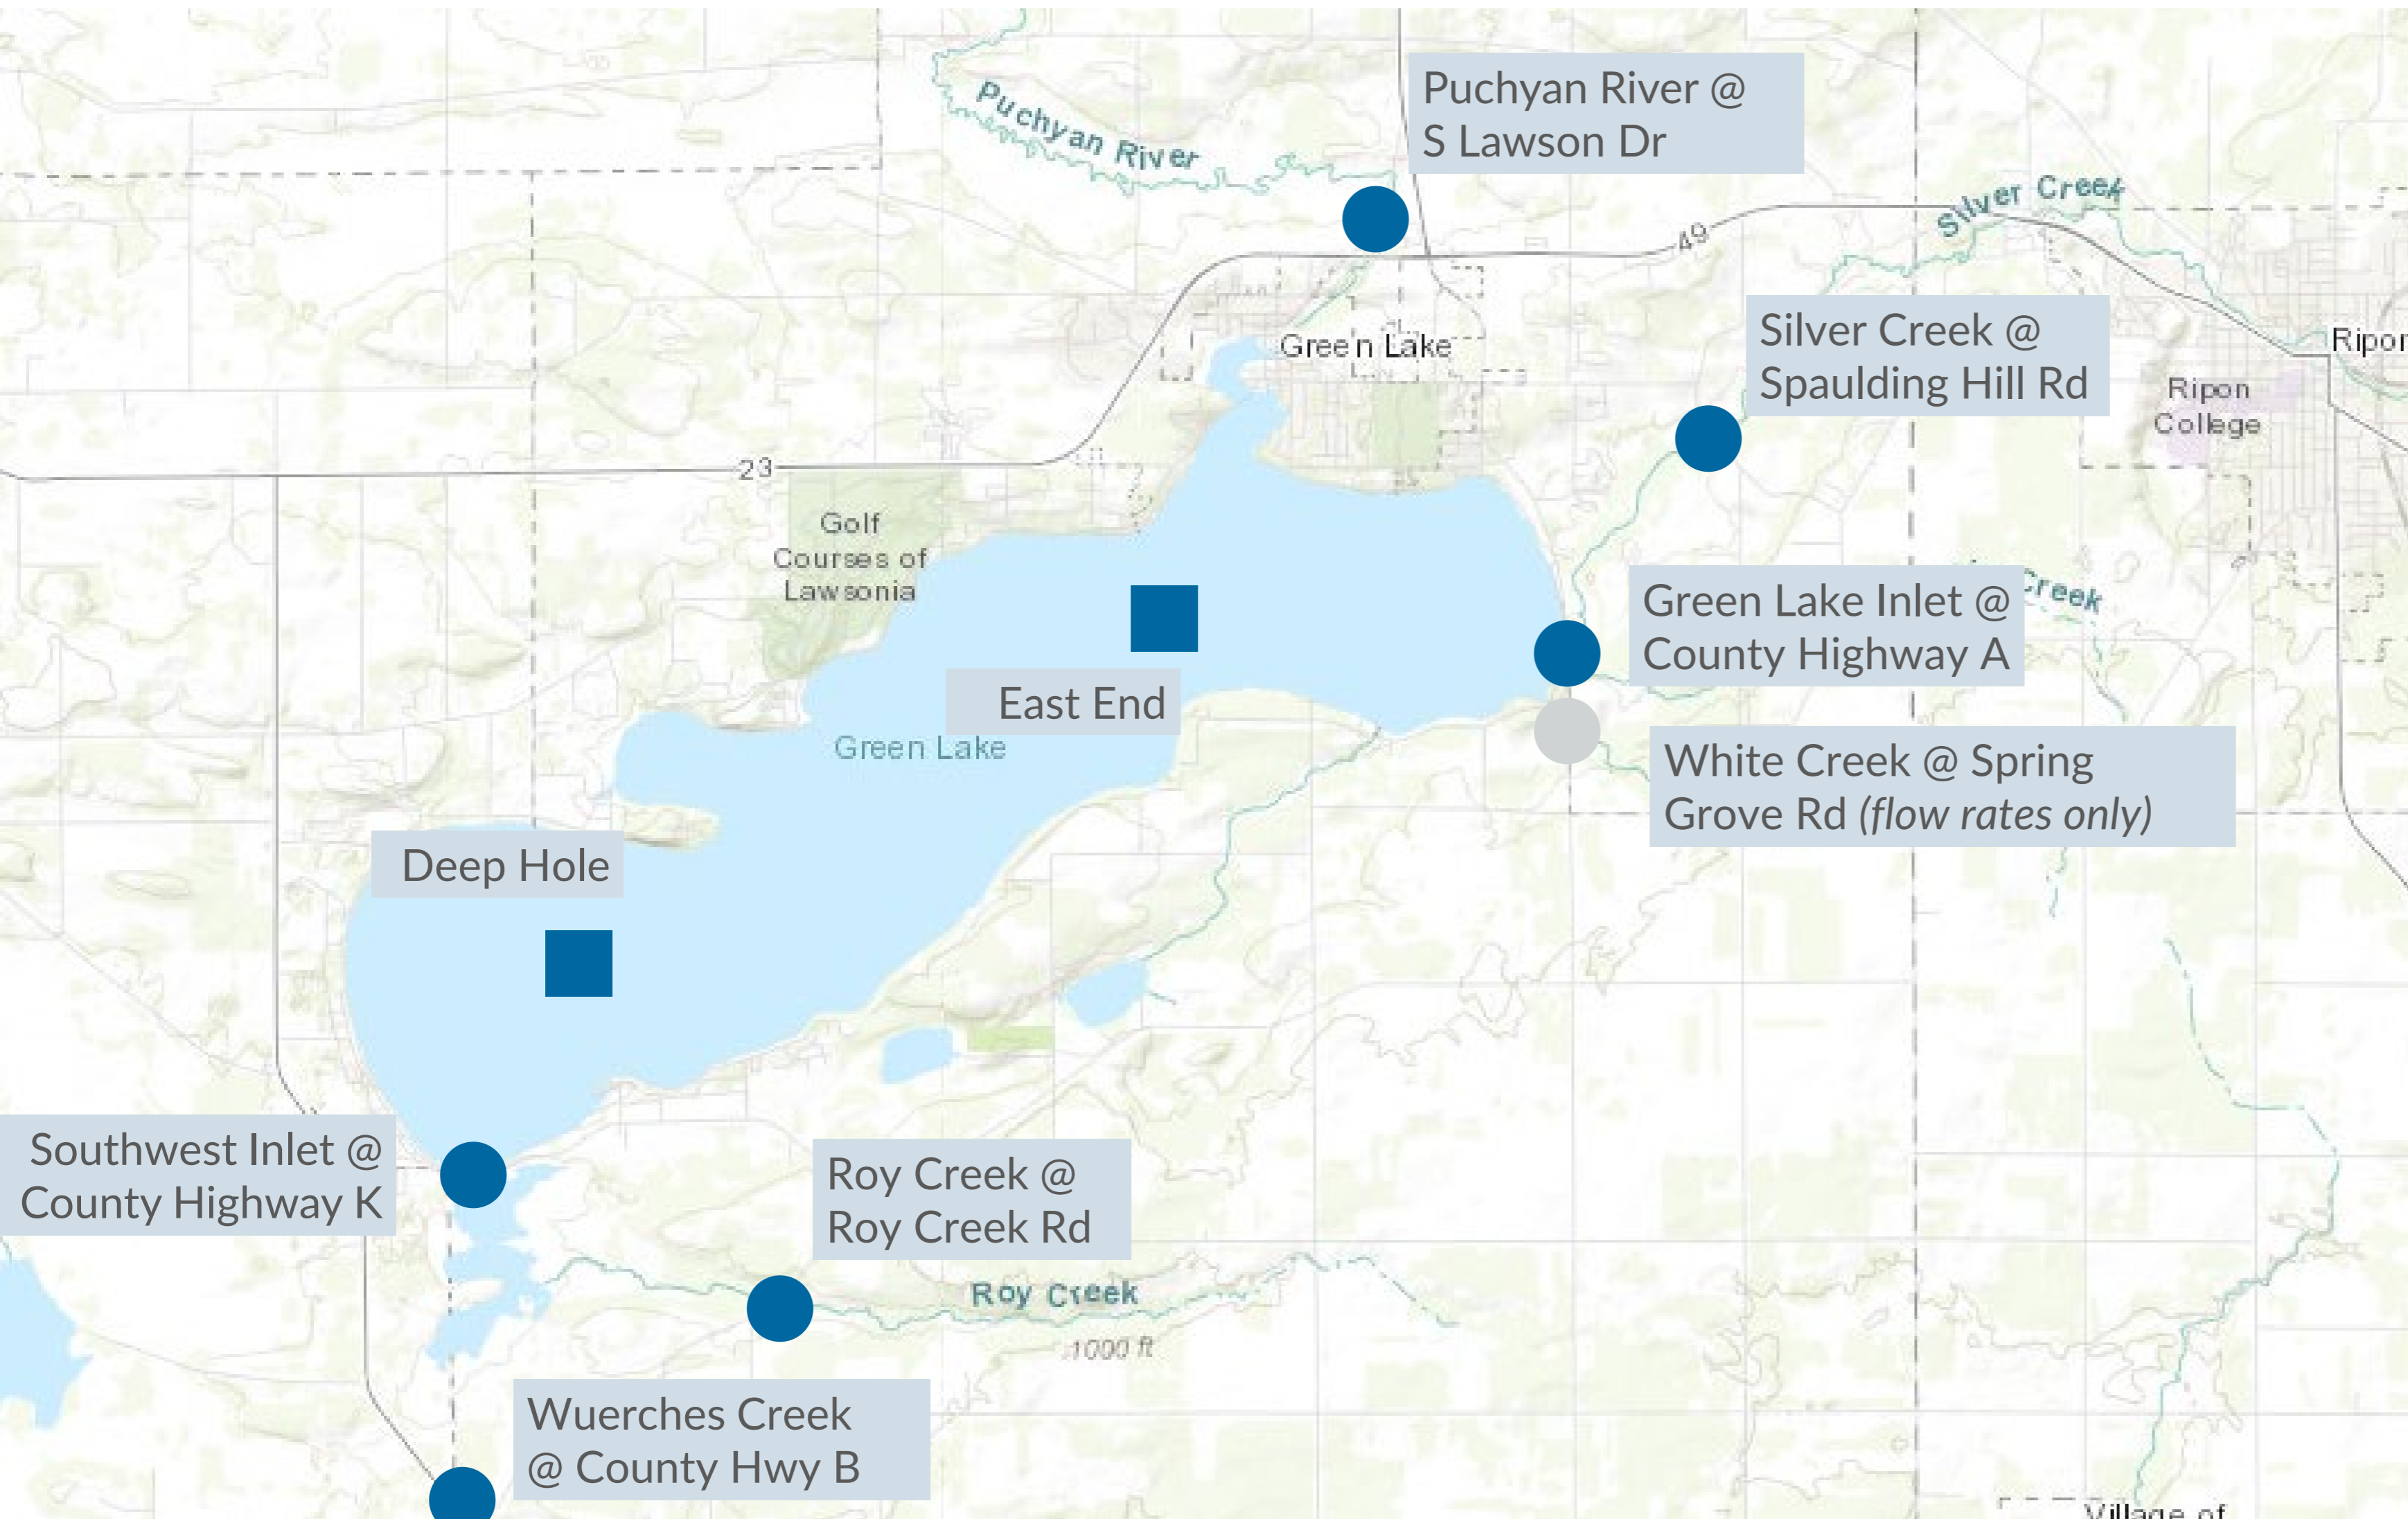 Puchyan River @
S Lawson Dr
Puchyan River
Silver Creek
49
Silver Creek @
Spaulding Hill Rd
Green Lake
Ripon
College
23
Golf
Courses of
Lawsonia
Green Lake Inlet @
County Highway A
Creek
East End
Green Lake
White Creek @ Spring
Grove Rd (flow rates only)
Deep Hole
Southwest Inlet @
County Highway K
Roy Creek @
Roy Creek Rd
Roy Creek
1000 ft
Wuerches Creek
@ County Hwy B
Village of